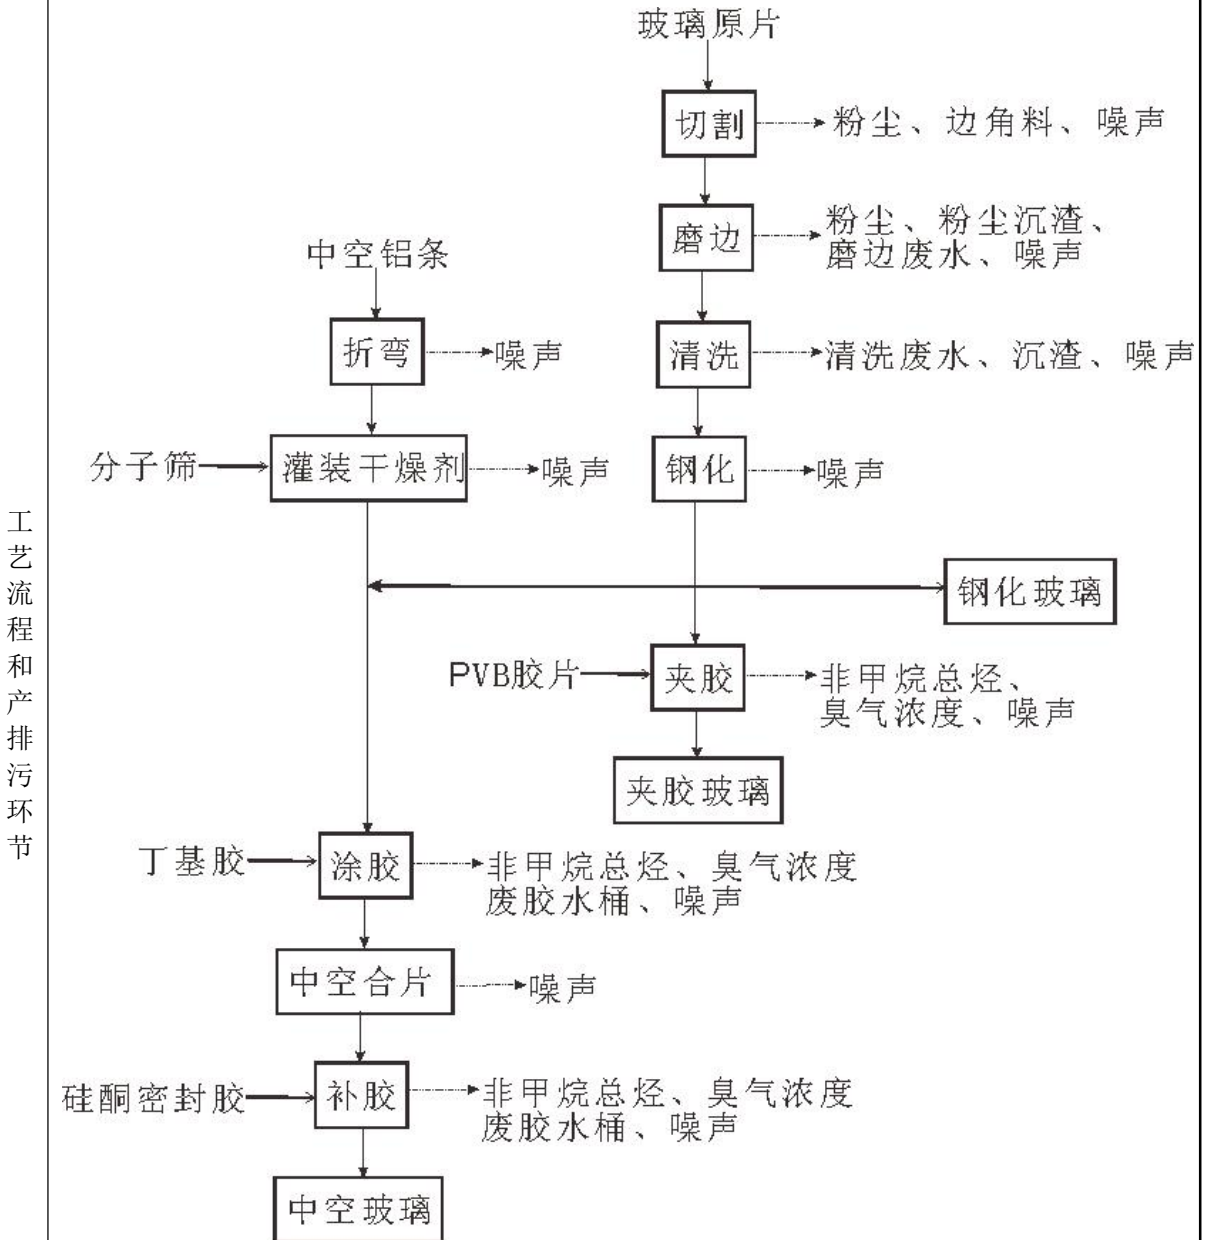 工艺流程和产排污环节
玻璃原片
切割
粉尘、边角料、噪声
磨边
粉尘、粉尘沉渣、
磨边废水、噪声
中空铝条
折弯
噪声
清洗
清洗废水、沉渣、噪声
分子筛
灌装干燥剂
噪声
钢化
噪声
钢化玻璃
PVB胶片
夹胶
非甲烷总烃、
臭气浓度、噪声
夹胶玻璃
丁基胶
涂胶
非甲烷总烃、臭气浓度
废胶水桶、噪声
中空合片
噪声
硅酮密封胶
补胶
非甲烷总烃、臭气浓度
废胶水桶、噪声
中空玻璃